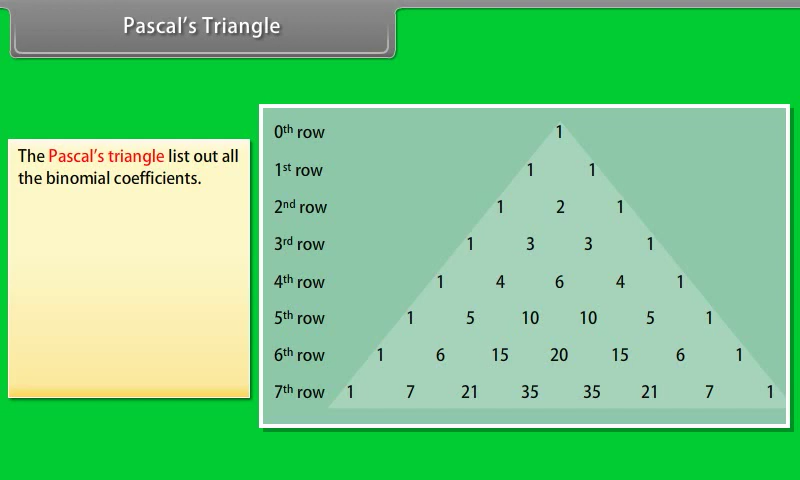 Pascal's Triangle
The Pascal's triangle list out all
the binomial coefficients.
0th row 1
1st row 1 1
2nd row 1 2 1
3rd row 1 3 3 1
4th row 1 4 6 4 1
5th row 1 5 10 10 5 1
6th row 1 6 15 20 15 6 1
7th row 1 7 21 35 35 21 7 1